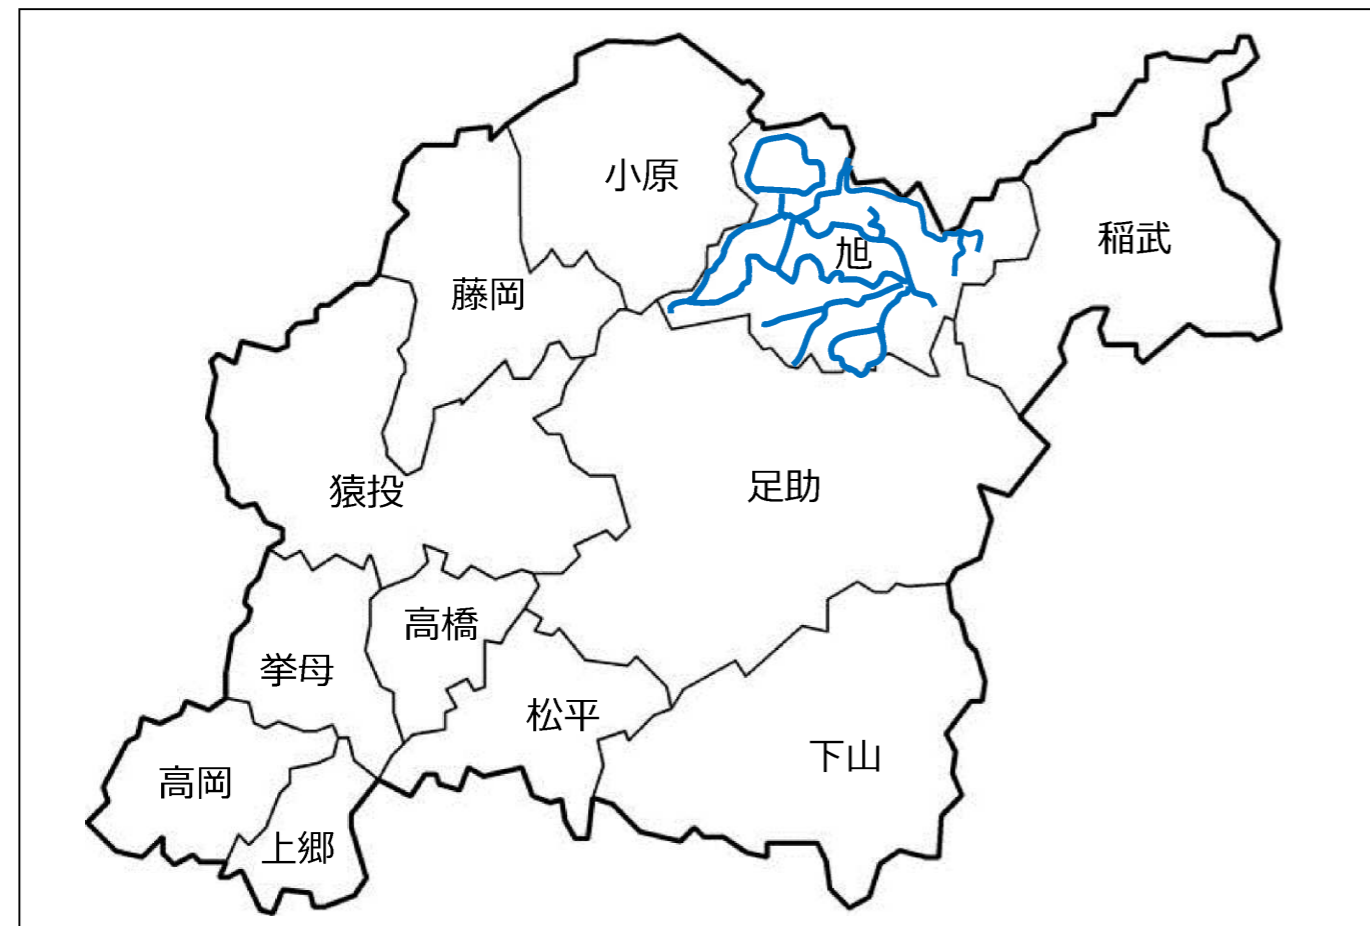 小原
稲武
旭
藤岡
猿投
足助
高橋
挙母
松平
下山
高岡
上郷